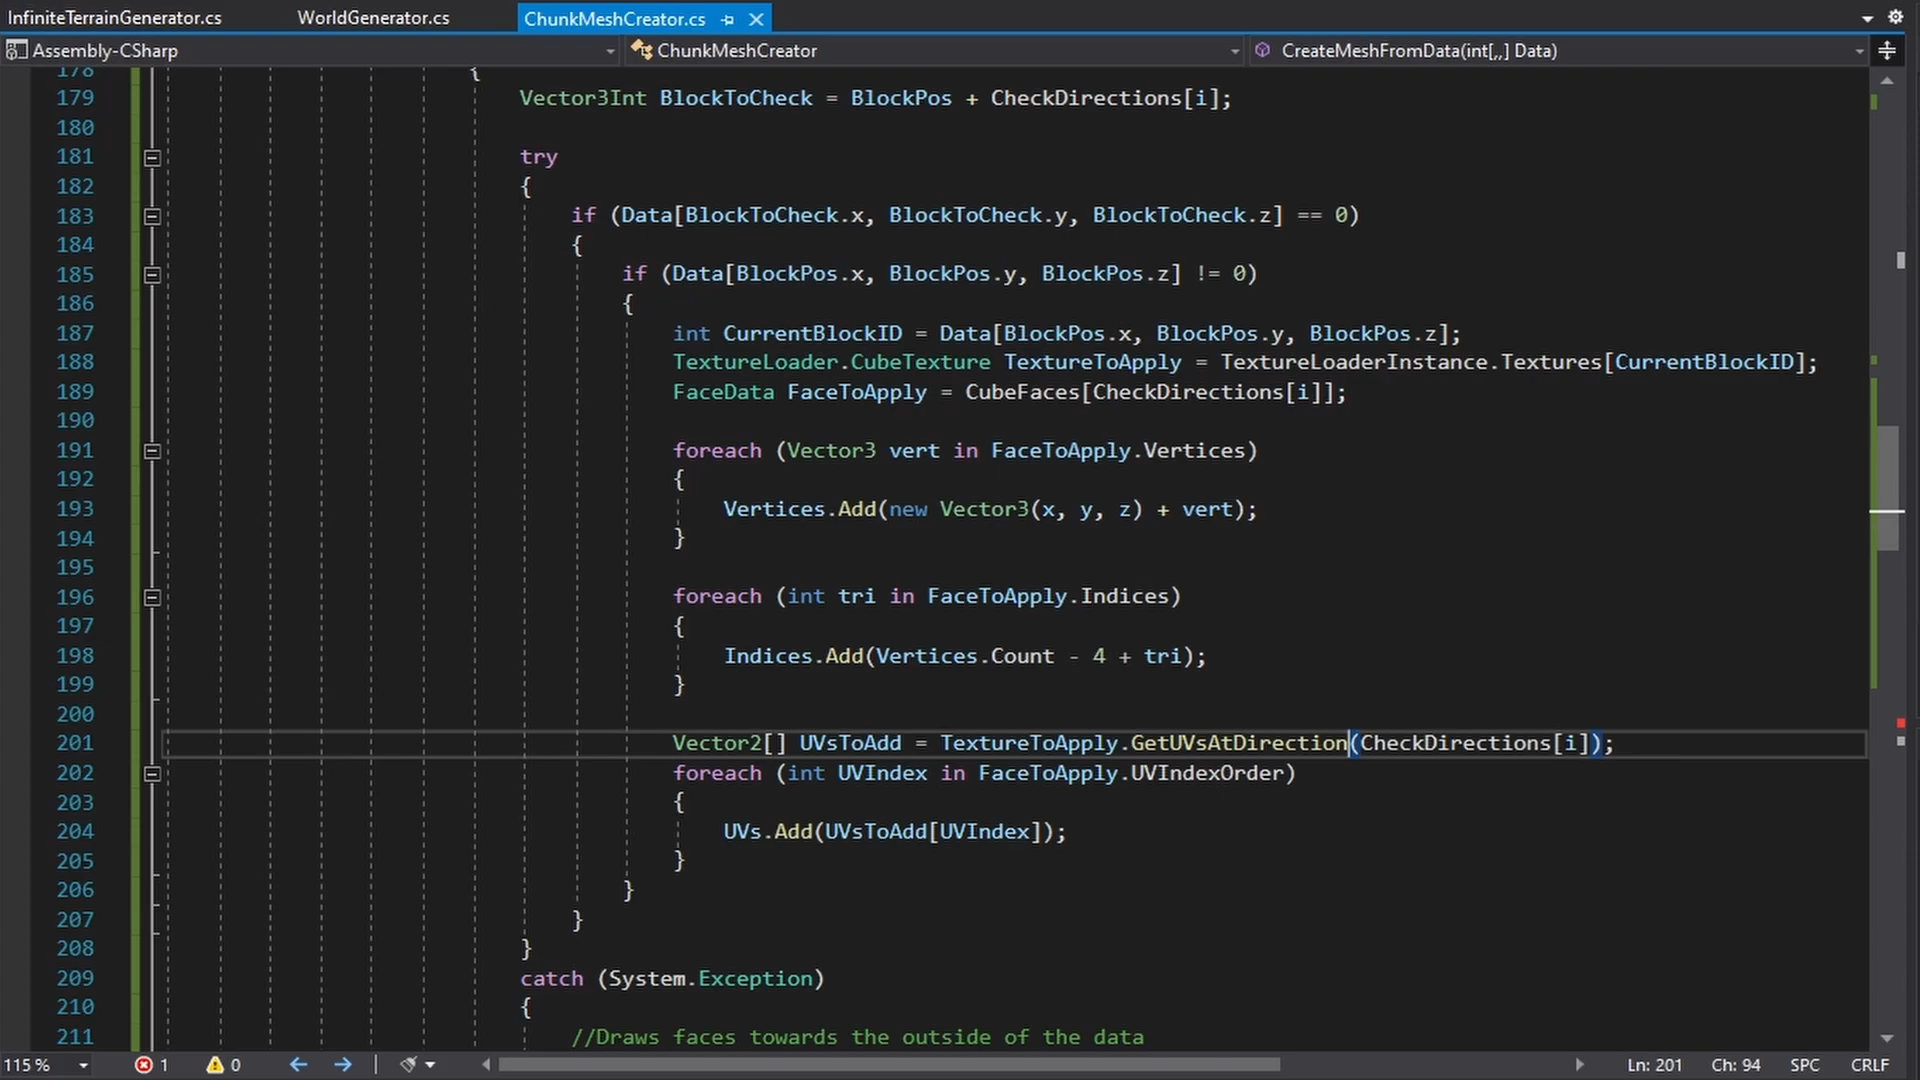 InfiniteTerrainGenerator.cs WorldGenerator.cs ChunkMeshCreator.cs
Assembly-CSharp ChunkMeshCreator CreateMeshFromData(int[,,] Data)
178 {
179 Vector3Int BlockToCheck = BlockPos + CheckDirections[i];
180
181 try
182 {
183 if (Data[BlockToCheck.x, BlockToCheck.y, BlockToCheck.z] == 0)
184 {
185 if (Data[BlockPos.x, BlockPos.y, BlockPos.z] != 0)
186 {
187 int CurrentBlockID = Data[BlockPos.x, BlockPos.y, BlockPos.z];
188 TextureLoader.CubeTexture TextureToApply = TextureLoaderInstance.Textures[CurrentBlockID];
189 FaceData FaceToApply = CubeFaces[CheckDirections[i]];
190
191 foreach (Vector3 vert in FaceToApply.Vertices)
192 {
193 Vertices.Add(new Vector3(x, y, z) + vert);
194 }
195
196 foreach (int tri in FaceToApply.Indices)
197 {
198 Indices.Add(Vertices.Count - 4 + tri);
199 }
200
201 Vector2[] UVsToAdd = TextureToApply.GetUVsAtDirection(CheckDirections[i]);
202 foreach (int UVIndex in FaceToApply.UVIndexOrder)
203 {
204 UVs.Add(UVsToAdd[UVIndex]);
205 }
206 }
207 }
208 }
209 catch (System.Exception)
210 {
211 //Draws faces towards the outside of the data
115 % 1 0 Ln: 201 Ch: 94 SPC CRLF